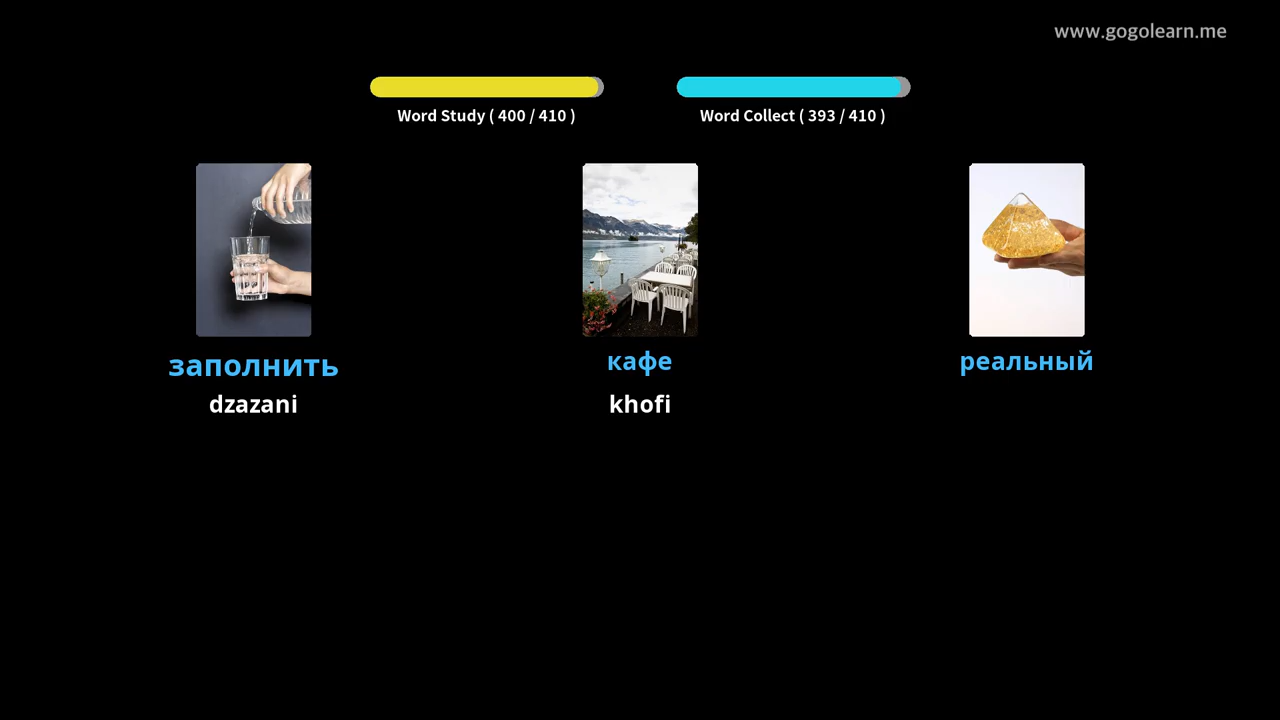 www.gogolearn.me
Word Study ( 400 / 410 )
Word Collect ( 393 / 410 )
заполнить
кафе
реальный
dzazani
khofi